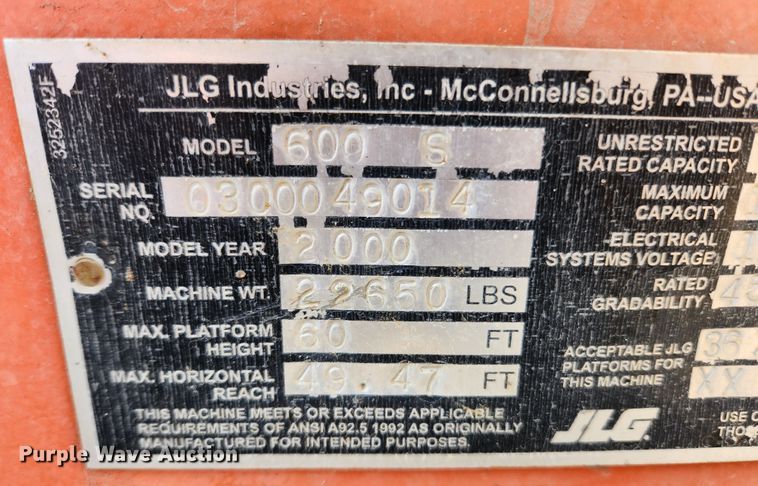 3252342F
JLG Industries, Inc - McConnellsburg, PA--USA
MODEL 600 S
SERIAL NO. 0300049014
MODEL YEAR 2000
MACHINE WT. 22650 LBS
MAX. PLATFORM HEIGHT 60 FT
MAX. HORIZONTAL REACH 49.47 FT
THIS MACHINE MEETS OR EXCEEDS APPLICABLE
REQUIREMENTS OF ANSI A92.5 1992 AS ORIGINALLY
MANUFACTURED FOR INTENDED PURPOSES.
UNRESTRICTED
RATED CAPACITY
MAXIMUM
CAPACITY
ELECTRICAL
SYSTEMS VOLTAGE
RATED
GRADABILITY 45
ACCEPTABLE JLG 36
PLATFORMS FOR
THIS MACHINE XX
JLG
USE
Purple Wave Auction